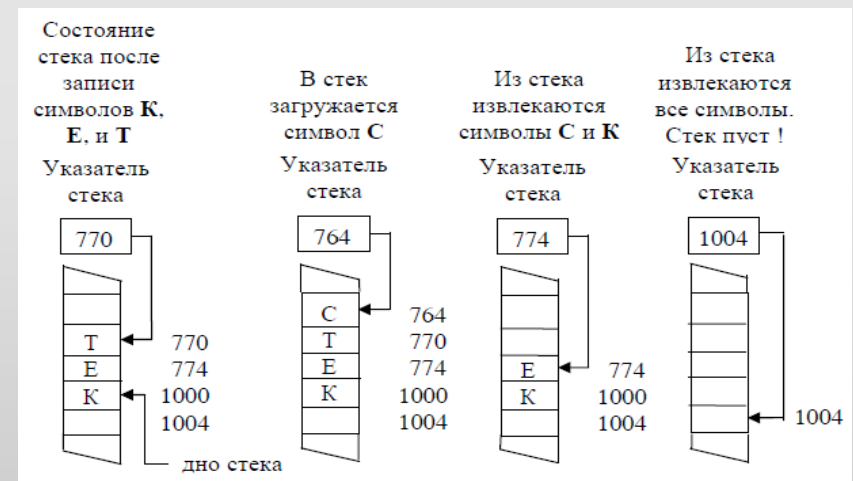 Состояние
стека после
записи
символов К,
Е, и Т
Указатель
стека
770
Т 770
Е 774
К 1000
1004
дно стека
В стек
загружается
символ С
Указатель
стека
764
С 764
Т 770
Е 774
К 1000
1004
Из стека
извлекаются
символы С и К
Указатель
стека
774
Е 774
К 1000
1004
Из стека
извлекаются
все символы.
Стек пуст !
Указатель
стека
1004
1004